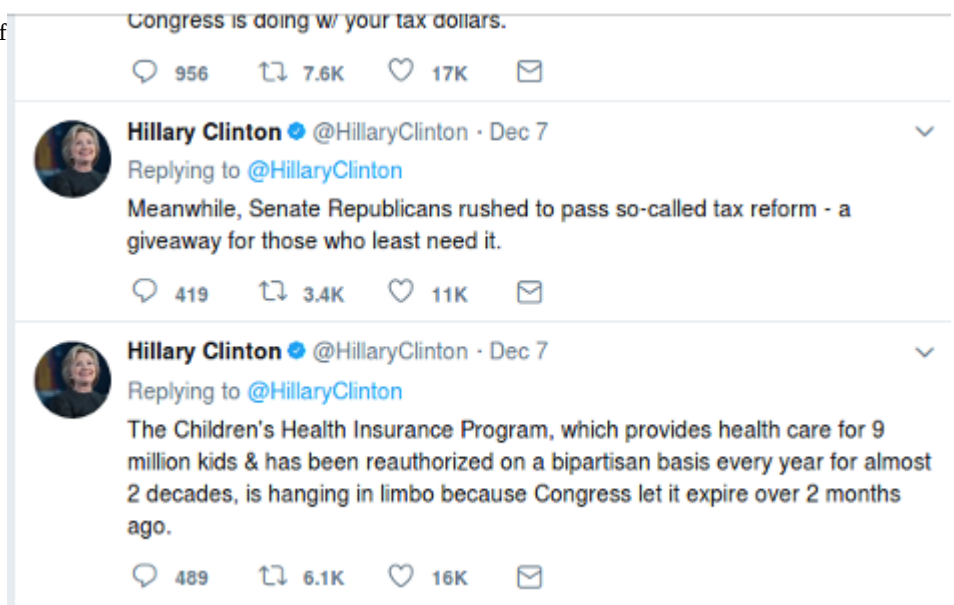 Congress is doing w/ your tax dollars.
f
956 7.6K 17K
Hillary Clinton @HillaryClinton · Dec 7
Replying to @HillaryClinton
Meanwhile, Senate Republicans rushed to pass so-called tax reform - a
giveaway for those who least need it.
419 3.4K 11K
Hillary Clinton @HillaryClinton · Dec 7
Replying to @HillaryClinton
The Children's Health Insurance Program, which provides health care for 9
million kids & has been reauthorized on a bipartisan basis every year for almost
2 decades, is hanging in limbo because Congress let it expire over 2 months
ago.
489 6.1K 16K